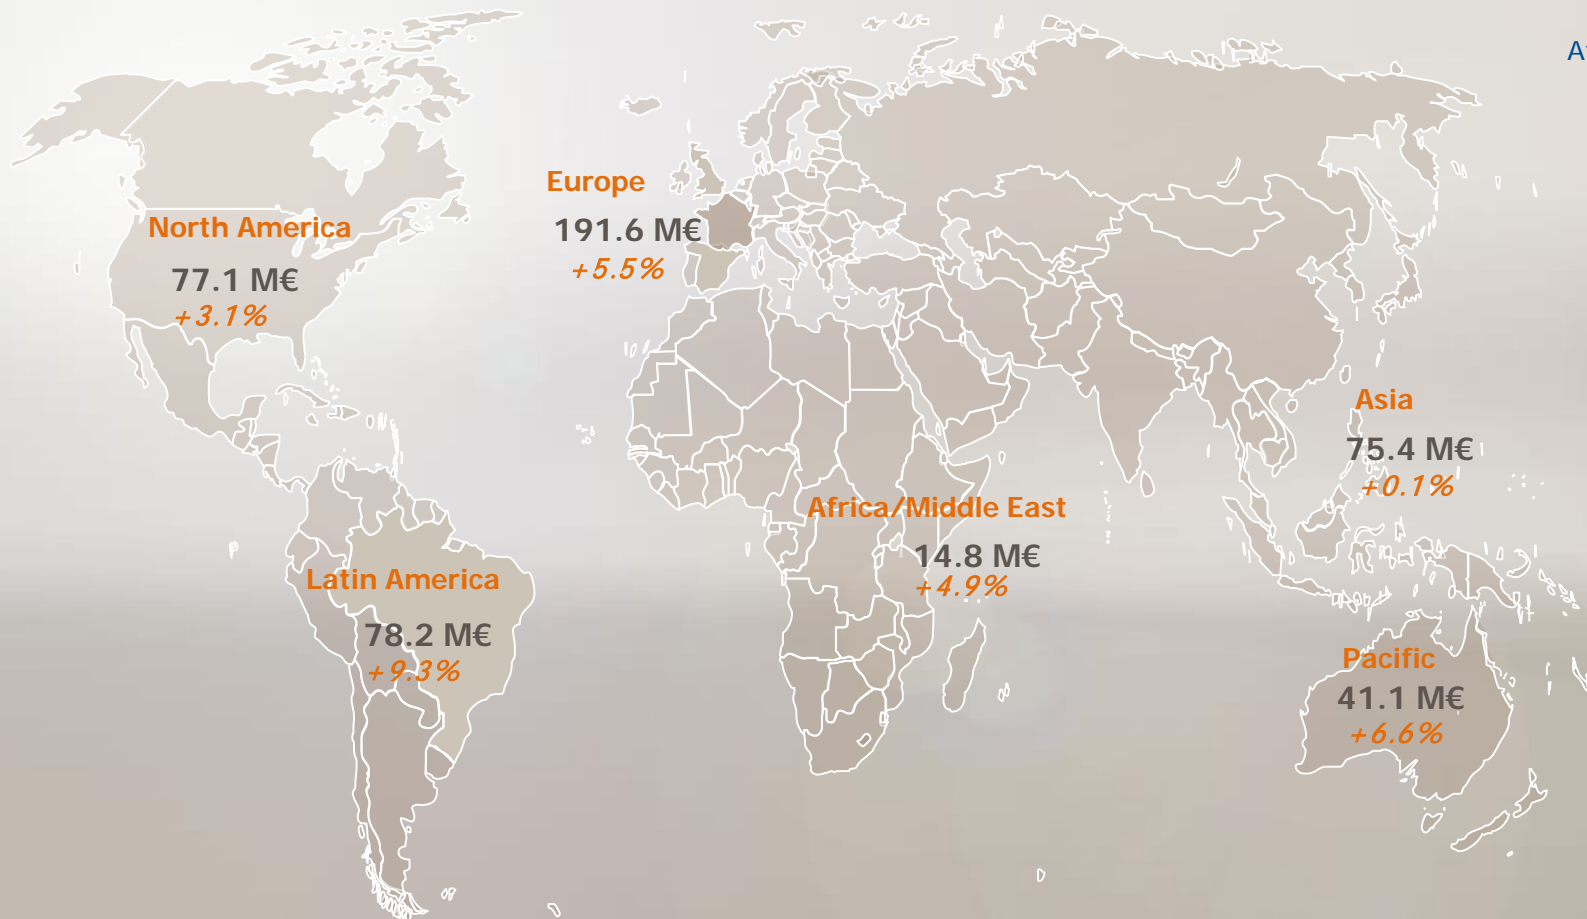 North America
77.1 M€
+3.1%
Europe
191.6 M€
+5.5%
Asia
75.4 M€
+0.1%
Africa/Middle East
14.8 M€
+4.9%
Latin America
78.2 M€
+9.3%
Pacific
41.1 M€
+6.6%